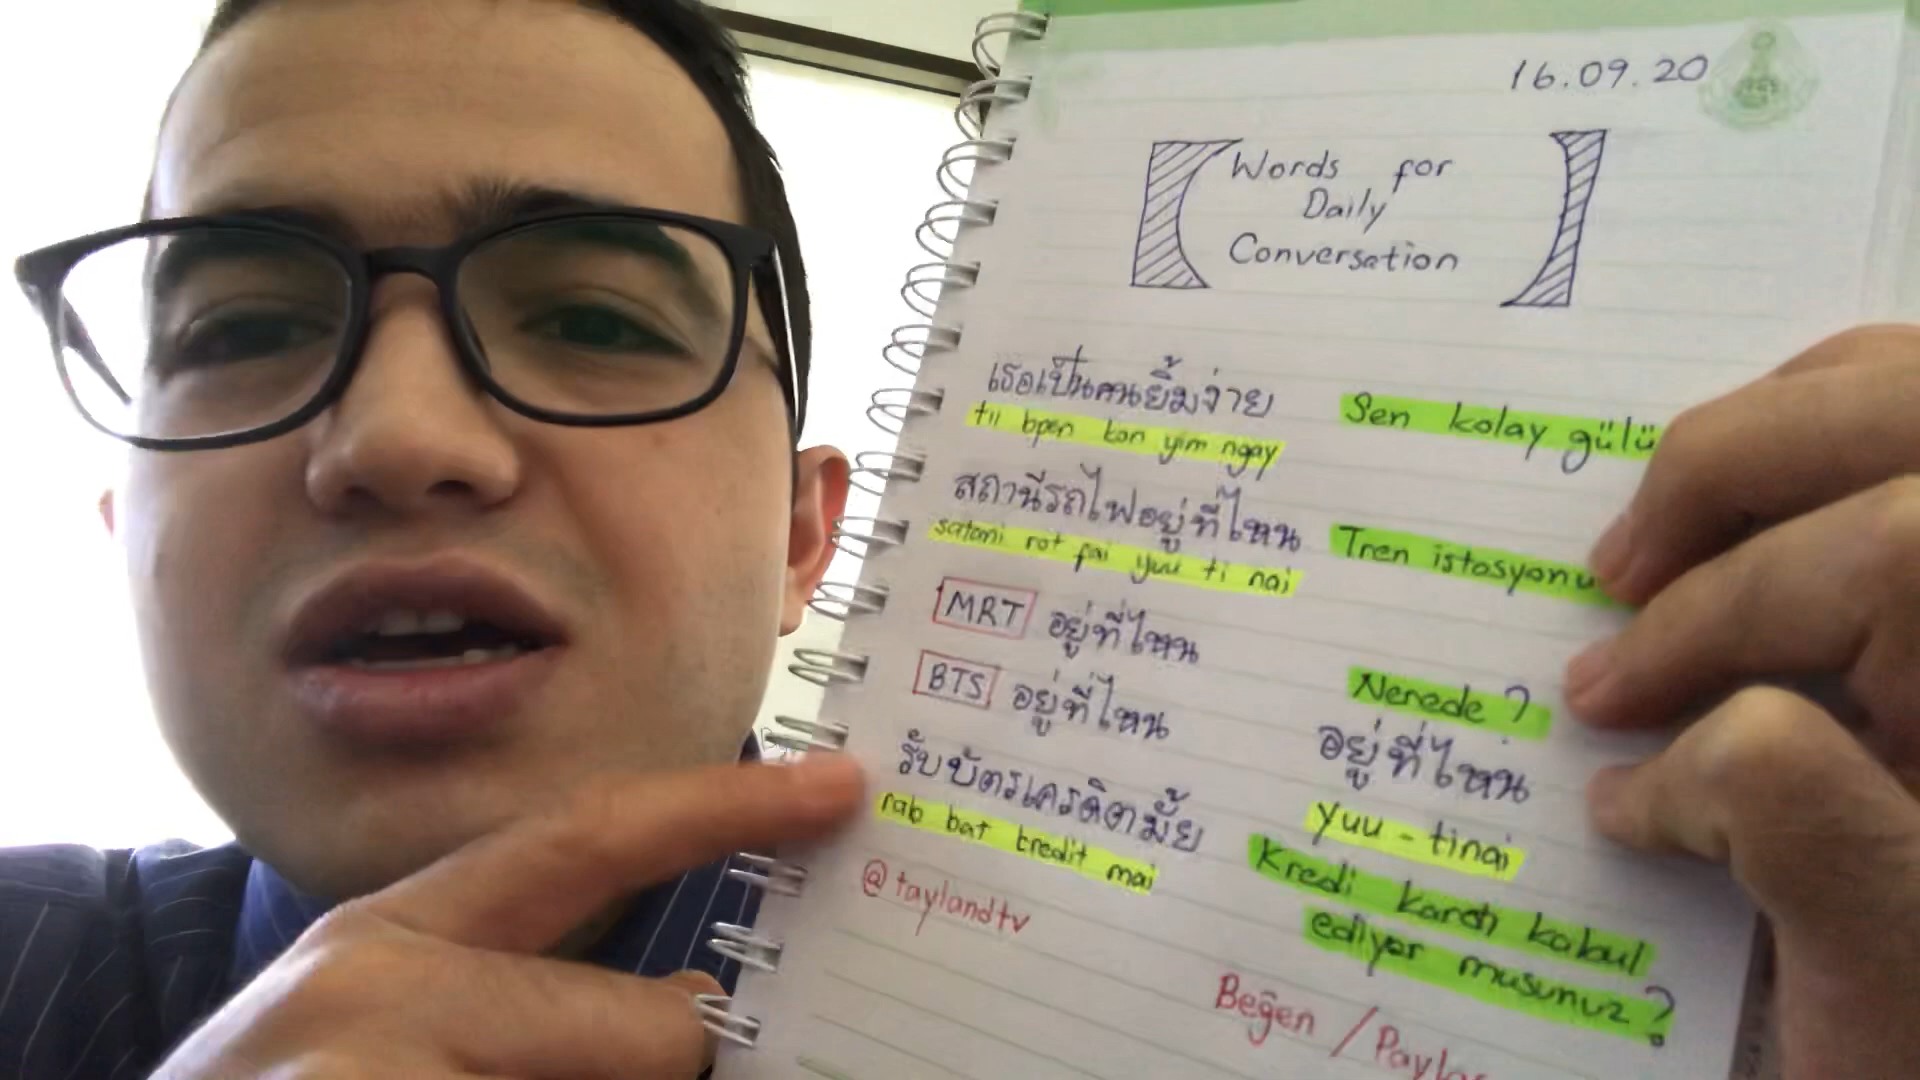 16.09.20
Words for
Daily
Conversation
เธอเป็นคนยิ้มง่าย
Sen kolay gülü
tıı bpen kon yim ngay
สถานีรถไฟอยู่ที่ไหน
Tren istasyonu
satani rot fai yuu ti nai
MRT อยู่ที่ไหน
Nerede?
BTS อยู่ที่ไหน
อยู่ที่ไหน
รับบัตรเครดิตมั้ย
yuu - tinai
rab bat kredit mai
Kredi kardı kabul
ediyor musunuz?
@taylandtv
Beğen / Payla